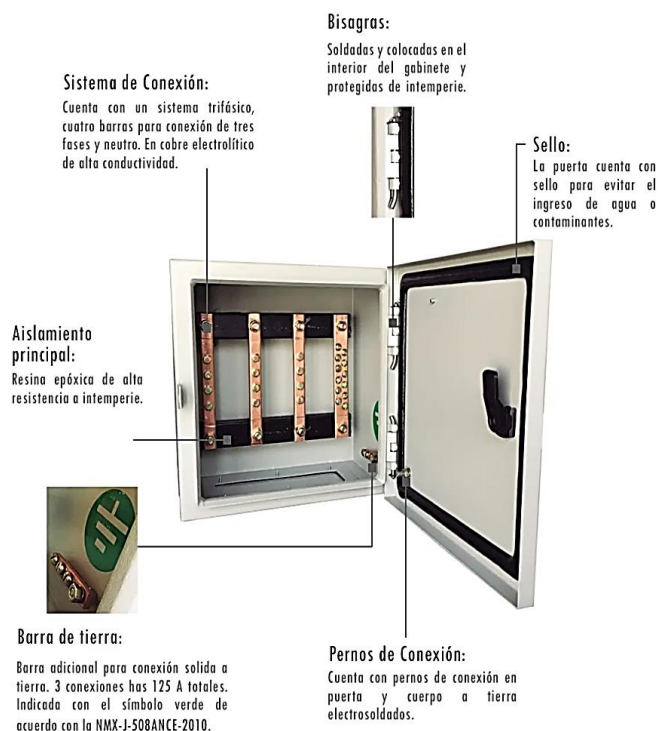 Bisagras:
Soldadas y colocadas en el
interior del gabinete y
protegidas de intemperie.
Sistema de Conexión:
Cuenta con un sistema trifásico,
cuatro barras para conexión de tres
fases y neutro. En cobre electrolítico
de alta conductividad.
Sello:
La puerta cuenta con
sello para evitar el
ingreso de agua o
contaminantes.
Aislamiento
principal:
Resina epóxica de alta
resistencia a intemperie.
Barra de tierra:
Barra adicional para conexión solida a
tierra. 3 conexiones has 125 A totales.
Indicada con el símbolo verde de
acuerdo con la NMX-J-508ANCE-2010.
Pernos de Conexión:
Cuenta con pernos de conexión en
puerta y cuerpo a tierra
electrosoldados.